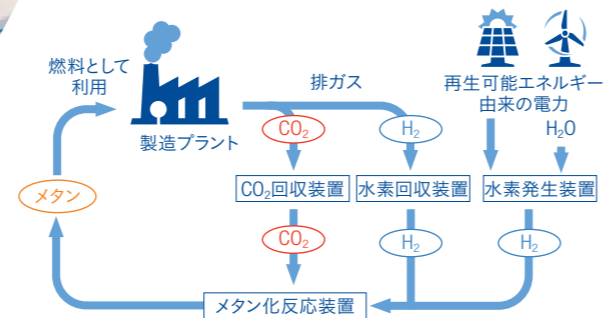 燃料として
利用
製造プラント
排ガス
再生可能エネルギー
由来の電力
H₂O
CO₂
H₂
メタン
CO₂回収装置
水素回収装置
水素発生装置
CO₂
H₂
H₂
メタン化反応装置